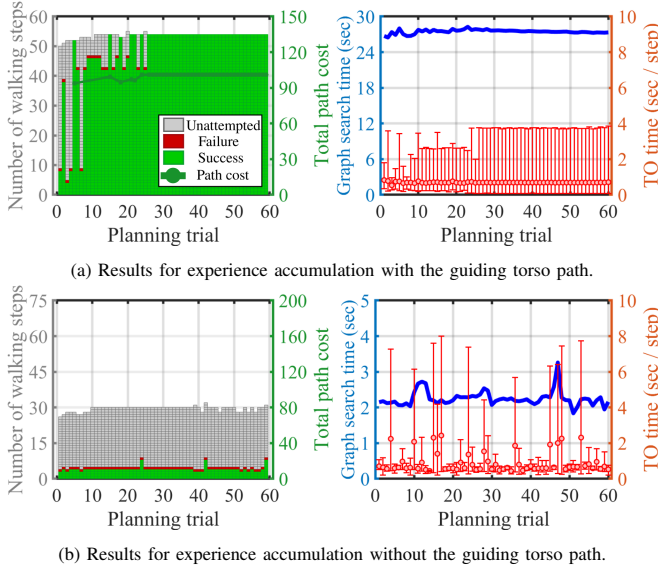 Number of walking steps
60
50
40
30
20
10
0
150
120
90
60
30
0
Total path cost
Unattempted
Failure
Success
Path cost
0 10 20 30 40 50 60
Planning trial
Graph search time (sec)
30
24
18
12
6
0
10
8
6
4
2
0
TO time (sec / step)
0 10 20 30 40 50 60
Planning trial
(a) Results for experience accumulation with the guiding torso path.
Number of walking steps
75
60
45
30
15
0
200
160
120
80
40
0
Total path cost
0 10 20 30 40 50 60
Planning trial
Graph search time (sec)
5
4
3
2
1
0
10
8
6
4
2
0
TO time (sec / step)
0 10 20 30 40 50 60
Planning trial
(b) Results for experience accumulation without the guiding torso path.